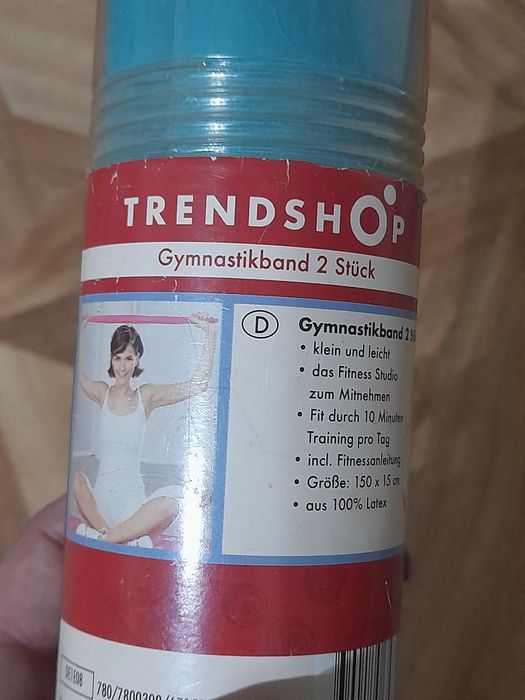 TRENDSHOP
Gymnastikband 2 Stück
D
Gymnastikband 2
• klein und leicht
• das Fitness Studio
zum Mitnehmen
• Fit durch 10 Minuten
Training pro Tag
• incl. Fitnessanleitung
• Größe: 150 x 15 cm
• aus 100% Latex